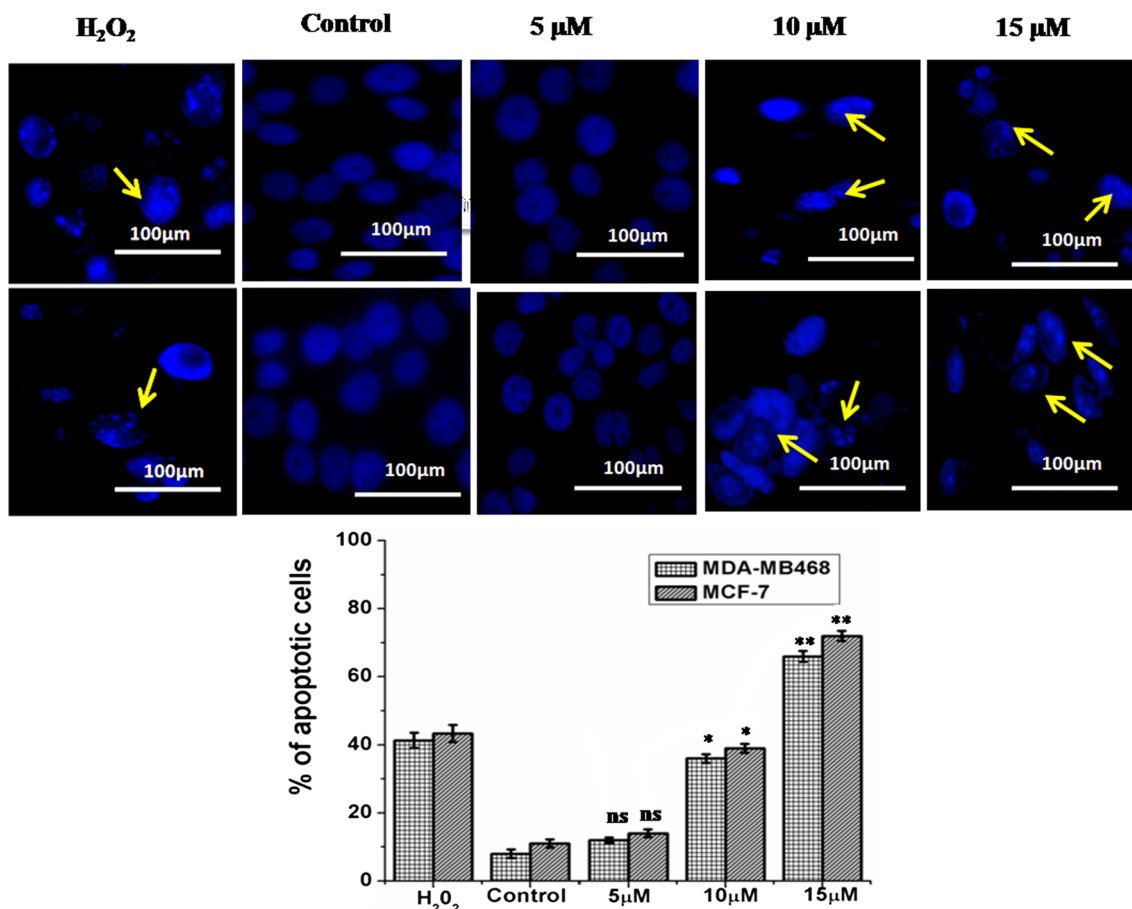 H₂O₂ Control 5 µM 10 µM 15 µM
100µm 100µm 100µm 100µm 100µm
100µm 100µm 100µm 100µm 100µm
% of apoptotic cells
100
80
60
40
20
0
MDA-MB468
MCF-7
ns ns * * ** **
H₂0₂ Control 5µM 10µM 15µM